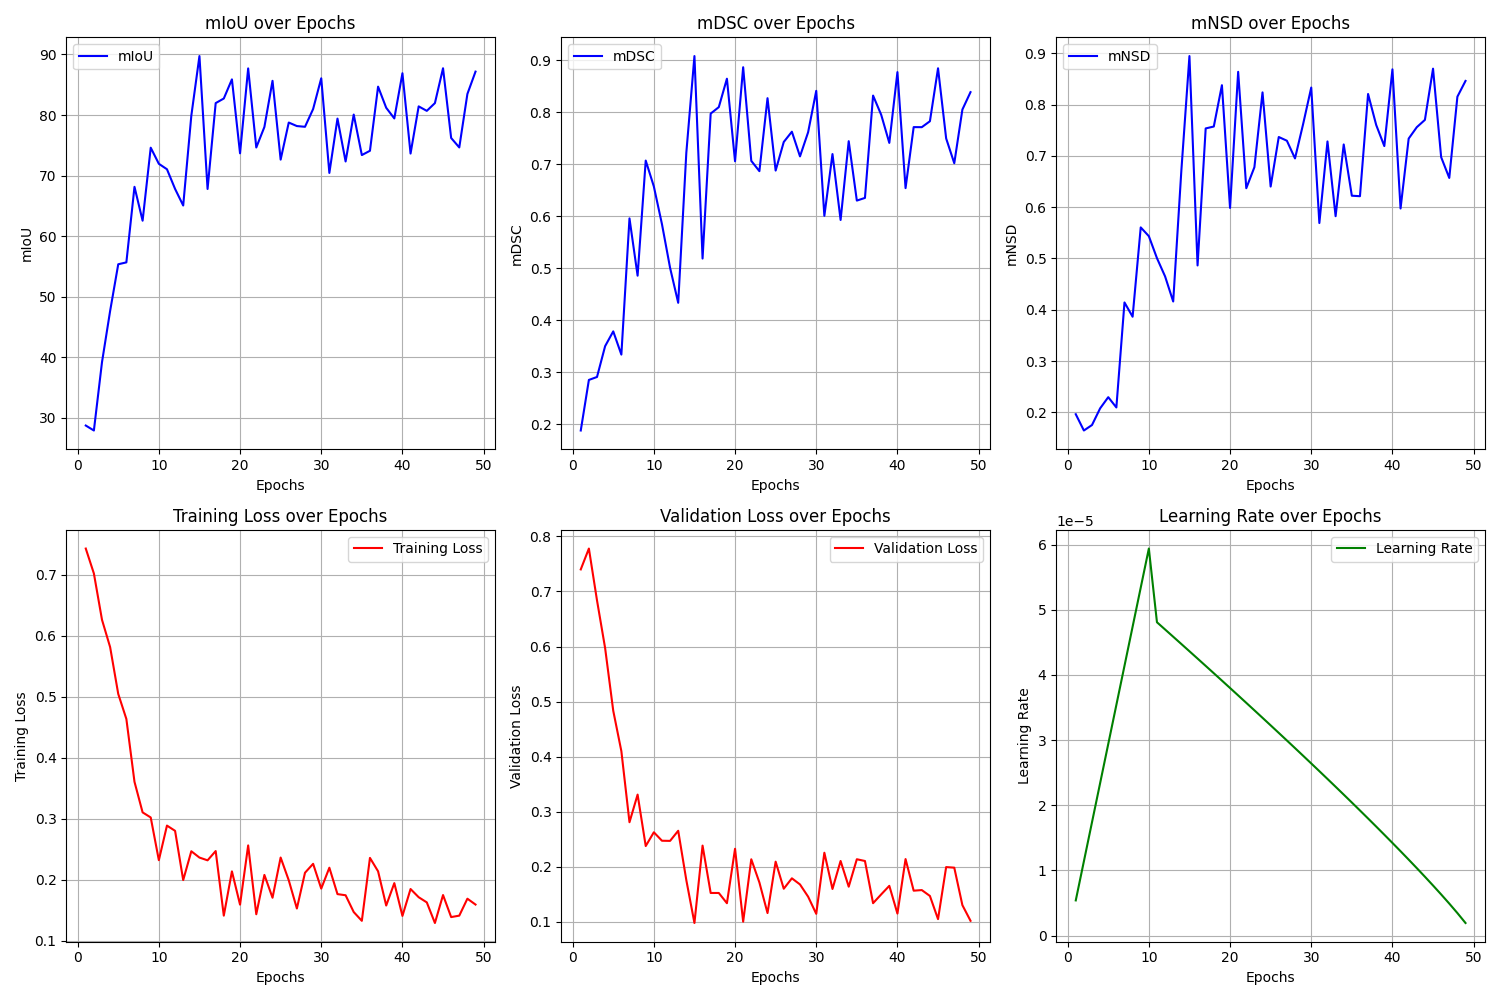 mIoU over Epochs
mIoU
mIoU
90
80
70
60
50
40
30
0 10 20 30 40 50
Epochs
mDSC over Epochs
mDSC
mDSC
0.9
0.8
0.7
0.6
0.5
0.4
0.3
0.2
0 10 20 30 40 50
Epochs
mNSD over Epochs
mNSD
mNSD
0.9
0.8
0.7
0.6
0.5
0.4
0.3
0.2
0 10 20 30 40 50
Epochs
Training Loss over Epochs
Training Loss
Training Loss
0.7
0.6
0.5
0.4
0.3
0.2
0.1
0 10 20 30 40 50
Epochs
Validation Loss over Epochs
Validation Loss
Validation Loss
0.8
0.7
0.6
0.5
0.4
0.3
0.2
0.1
0 10 20 30 40 50
Epochs
Learning Rate over Epochs
1e−5
Learning Rate
Learning Rate
6
5
4
3
2
1
0
0 10 20 30 40 50
Epochs